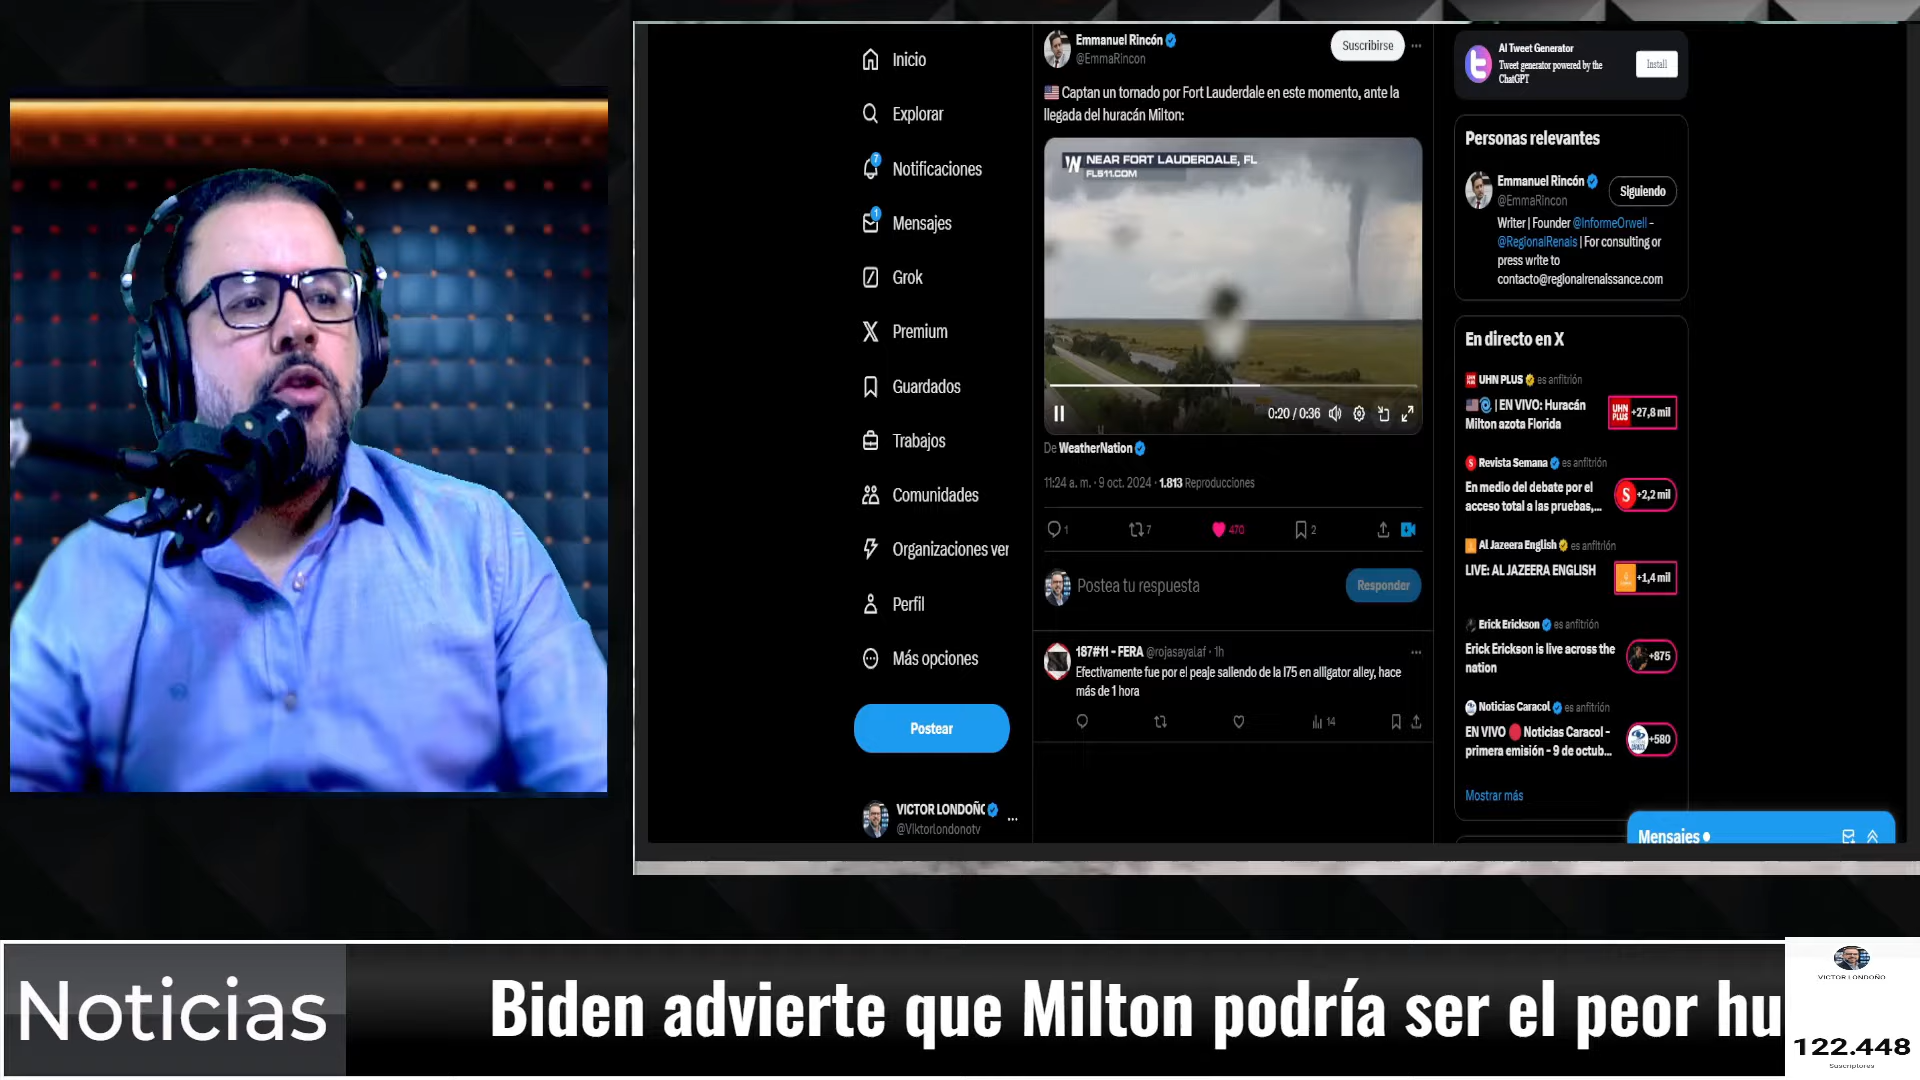 Inicio
Explorar
7
Notificaciones
1
Mensajes
Grok
Premium
Guardados
Trabajos
Comunidades
Organizaciones ver
Perfil
Más opciones
Postear
VICTOR LONDOÑO
@Viktorlondonotv
Emmanuel Rincón
@EmmaRincon
Suscribirse
Captan un tornado por Fort Lauderdale en este momento, ante la
llegada del huracán Milton:
NEAR FORT LAUDERDALE, FL
FL511.COM
0:20 / 0:36
De WeatherNation
11:24 a. m. · 9 oct. 2024 · 1.813 Reproducciones
1 7 470 2
Postea tu respuesta
Responder
187#11 - FERA @rojasayalaf · 1h
Efectivamente fue por el peaje saliendo de la I75 en alligator alley, hace
más de 1 hora
14
AI Tweet Generator
Tweet generator powered by the
ChatGPT
Install
Personas relevantes
Emmanuel Rincón
@EmmaRincon
Siguiendo
Writer | Founder @InformeOrwell -
@RegionalRenais | For consulting or
press write to
contacto@regionalrenaissance.com
En directo en X
UHN PLUS es anfitrión
| EN VIVO: Huracán
Milton azota Florida
UHN PLUS +27,8 mil
Revista Semana es anfitrión
En medio del debate por el
acceso total a las pruebas,...
S +2,2 mil
Al Jazeera English es anfitrión
LIVE: AL JAZEERA ENGLISH
+1,4 mil
Erick Erickson es anfitrión
Erick Erickson is live across the
nation
+875
Noticias Caracol es anfitrión
EN VIVO Noticias Caracol -
primera emisión - 9 de octub...
+580
Mostrar más
Mensajes
Noticias
Biden advierte que Milton podría ser el peor hu
VICTOR LONDOÑO
122.448
Suscriptores